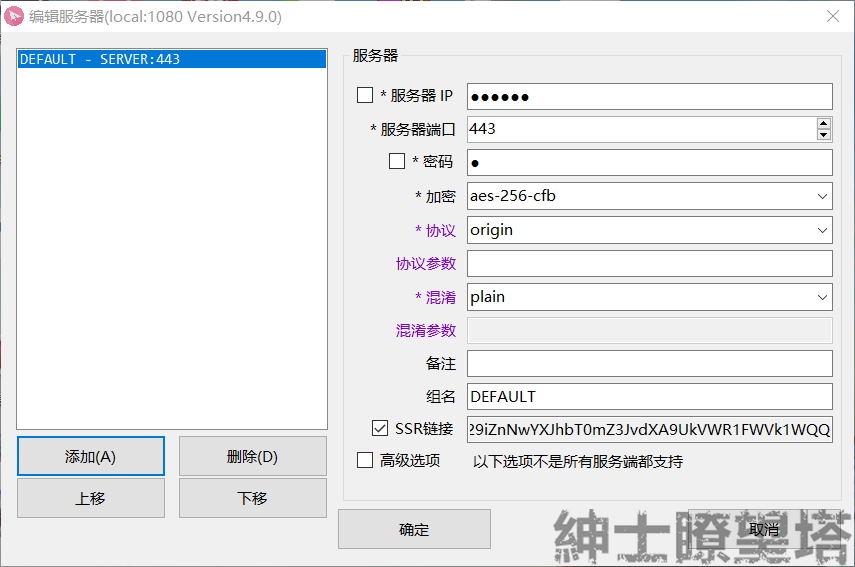 编辑服务器(local:1080 Version4.9.0)
DEFAULT - SERVER:443
添加(A)
删除(D)
上移
下移
服务器
* 服务器 IP ●●●●●●
* 服务器端口 443
* 密码 ●
* 加密 aes-256-cfb
* 协议 origin
协议参数
* 混淆 plain
混淆参数
备注
组名 DEFAULT
SSR链接 29iZnNwYXJhbT0mZ3JvdXA9UkVWR1FWVk1WQQ
高级选项 以下选项不是所有服务端都支持
确定
取消
紳士瞭望塔